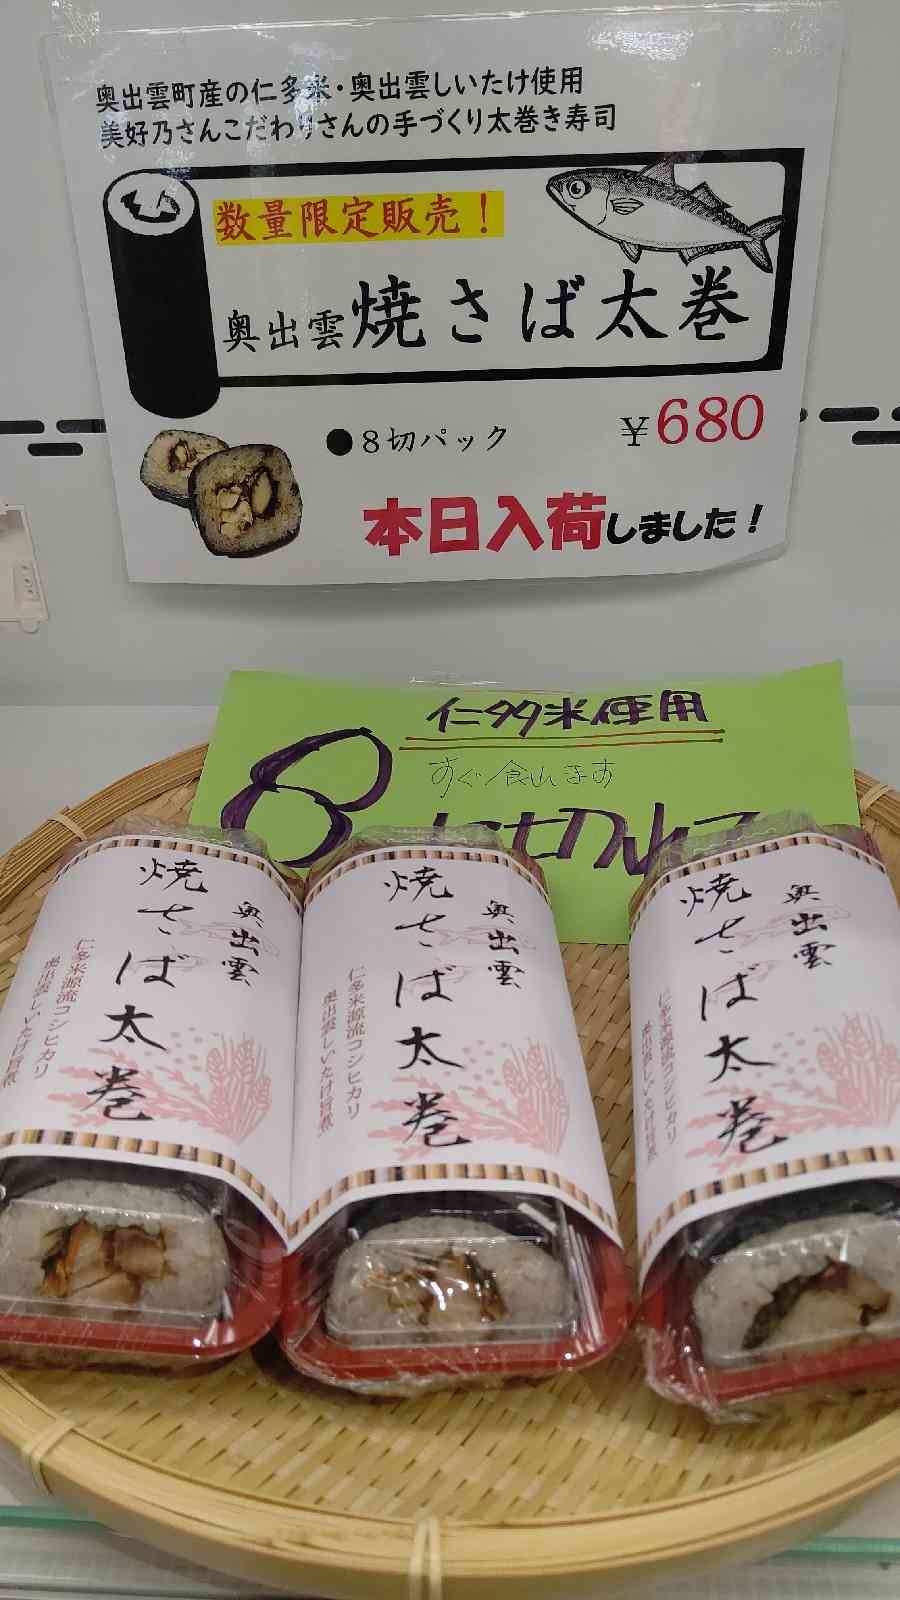 奥出雲町産の仁多米・奥出雲しいたけ使用
美好乃さんこだわりさんの手づくり太巻き寿司
数量限定販売！
奥出雲焼さば太巻
●８切パック
¥680
本日入荷しました！
仁多米使用
すぐ食べれます
8
奥出雲
焼さば太巻
仁多米源流コシヒカリ
奥出雲しいたけ旨煮
奥出雲
焼さば太巻
仁多米源流コシヒカリ
奥出雲しいたけ旨煮
奥出雲
焼さば太巻
仁多米源流コシヒカリ
奥出雲しいたけ旨煮